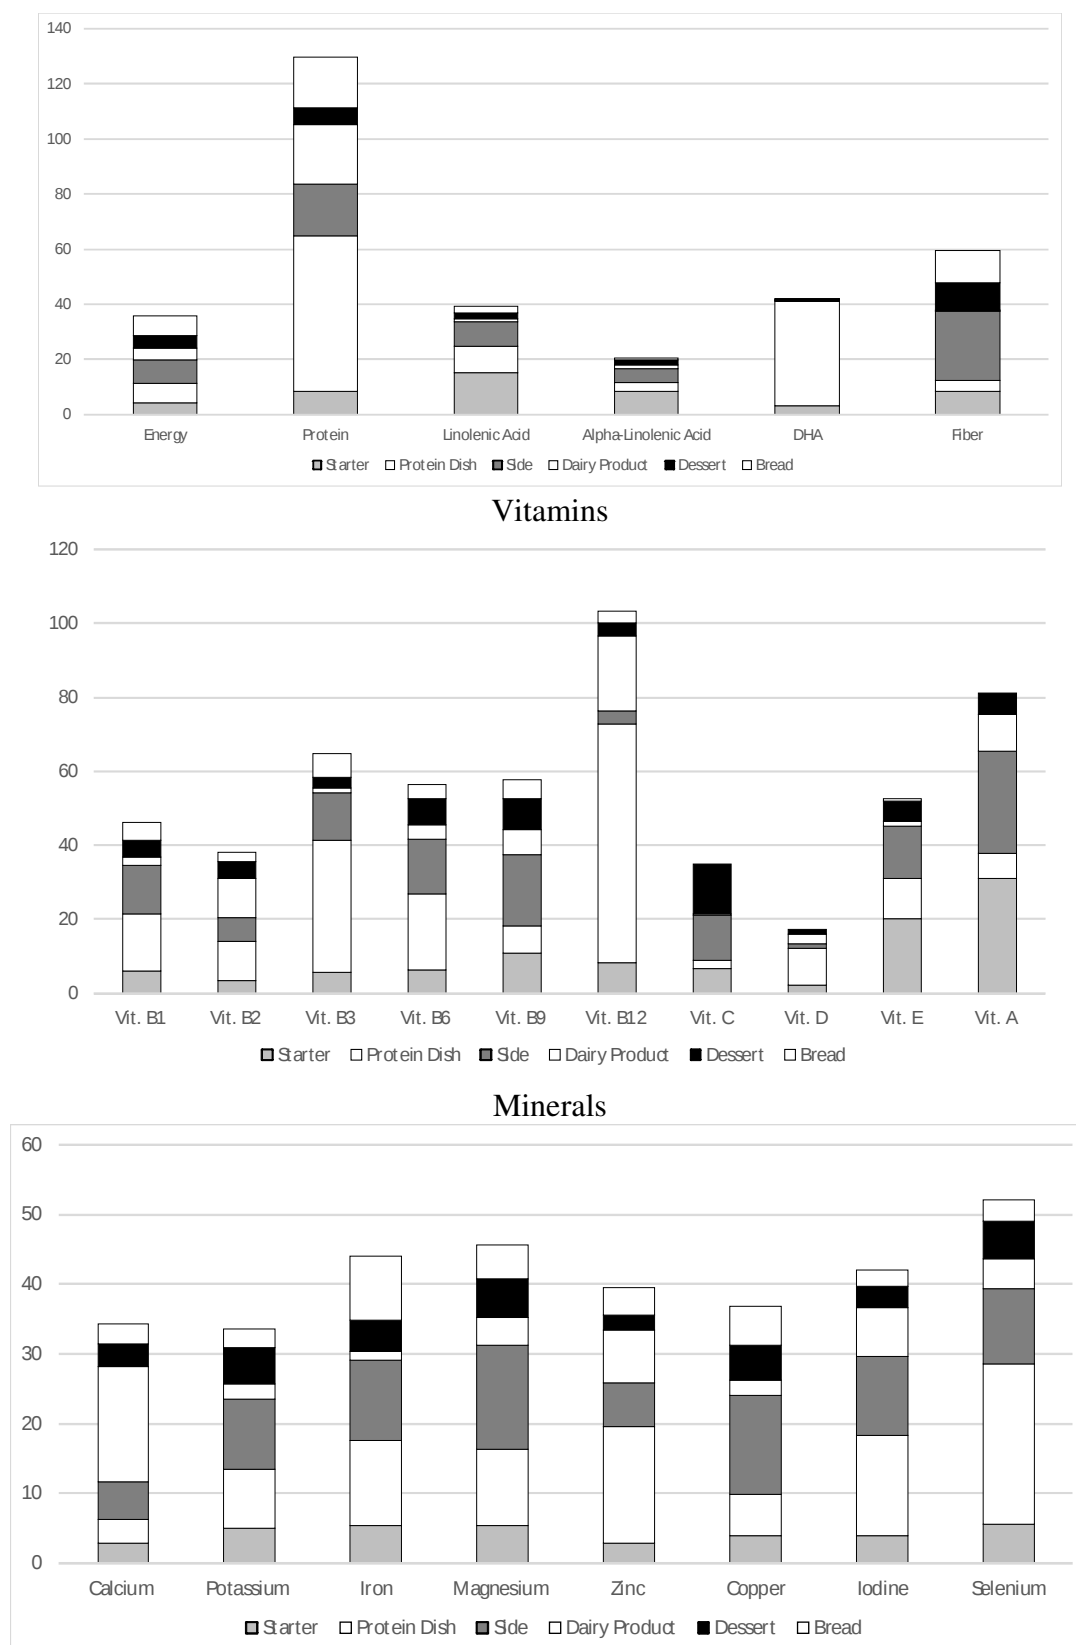 140
120
100
80
60
40
20
0
Energy Protein Linolenic Acid Alpha-Linolenic Acid DHA Fiber
Starter Protein Dish Side Dairy Product Dessert Bread
Vitamins
120
100
80
60
40
20
0
Vit. B1 Vit. B2 Vit. B3 Vit. B6 Vit. B9 Vit. B12 Vit. C Vit. D Vit. E Vit. A
Starter Protein Dish Side Dairy Product Dessert Bread
Minerals
60
50
40
30
20
10
0
Calcium Potassium Iron Magnesium Zinc Copper Iodine Selenium
Starter Protein Dish Side Dairy Product Dessert Bread